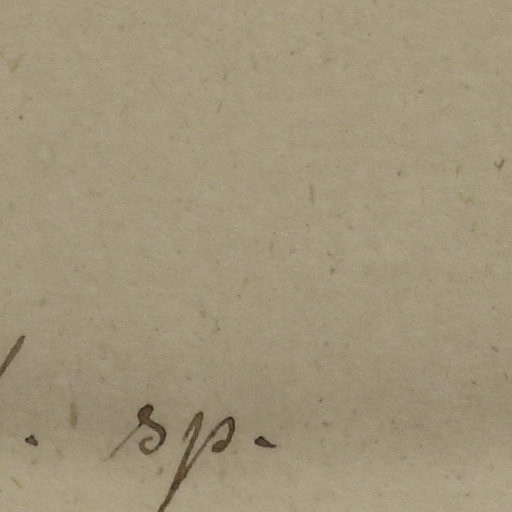 . sp.